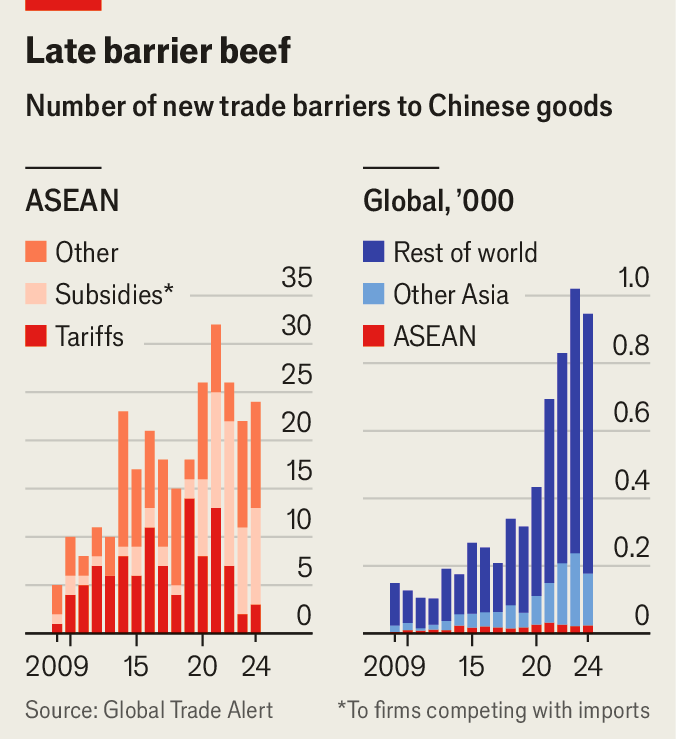 Late barrier beef
Number of new trade barriers to Chinese goods
ASEAN
Other
Subsidies*
Tariffs
35
30
25
20
15
10
5
0
2009 15 20 24
Global, ’000
Rest of world
Other Asia
ASEAN
1.0
0.8
0.6
0.4
0.2
0
2009 15 20 24
Source: Global Trade Alert
*To firms competing with imports